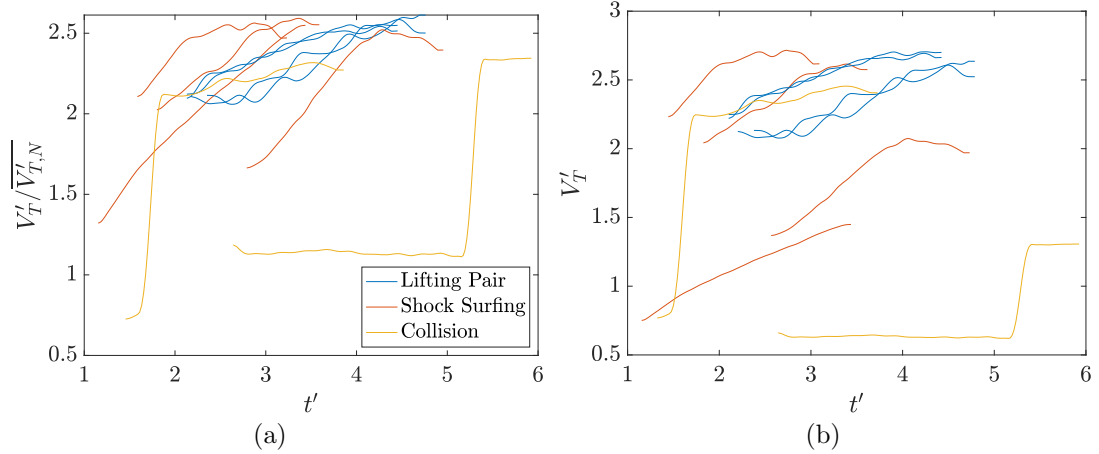 2.5
2
1.5
1
0.5
V'_T/\overline{V'_{T,N}}
1 2 3 4 5 6
t'
Lifting Pair
Shock Surfing
Collision
(a)
3
2.5
2
1.5
1
0.5
V'_T
1 2 3 4 5 6
t'
(b)